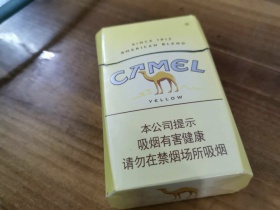 SINCE 1913
AMERICAN BLEND
CAMEL
YELLOW
本公司提示
吸烟有害健康
请勿在禁烟场所吸烟